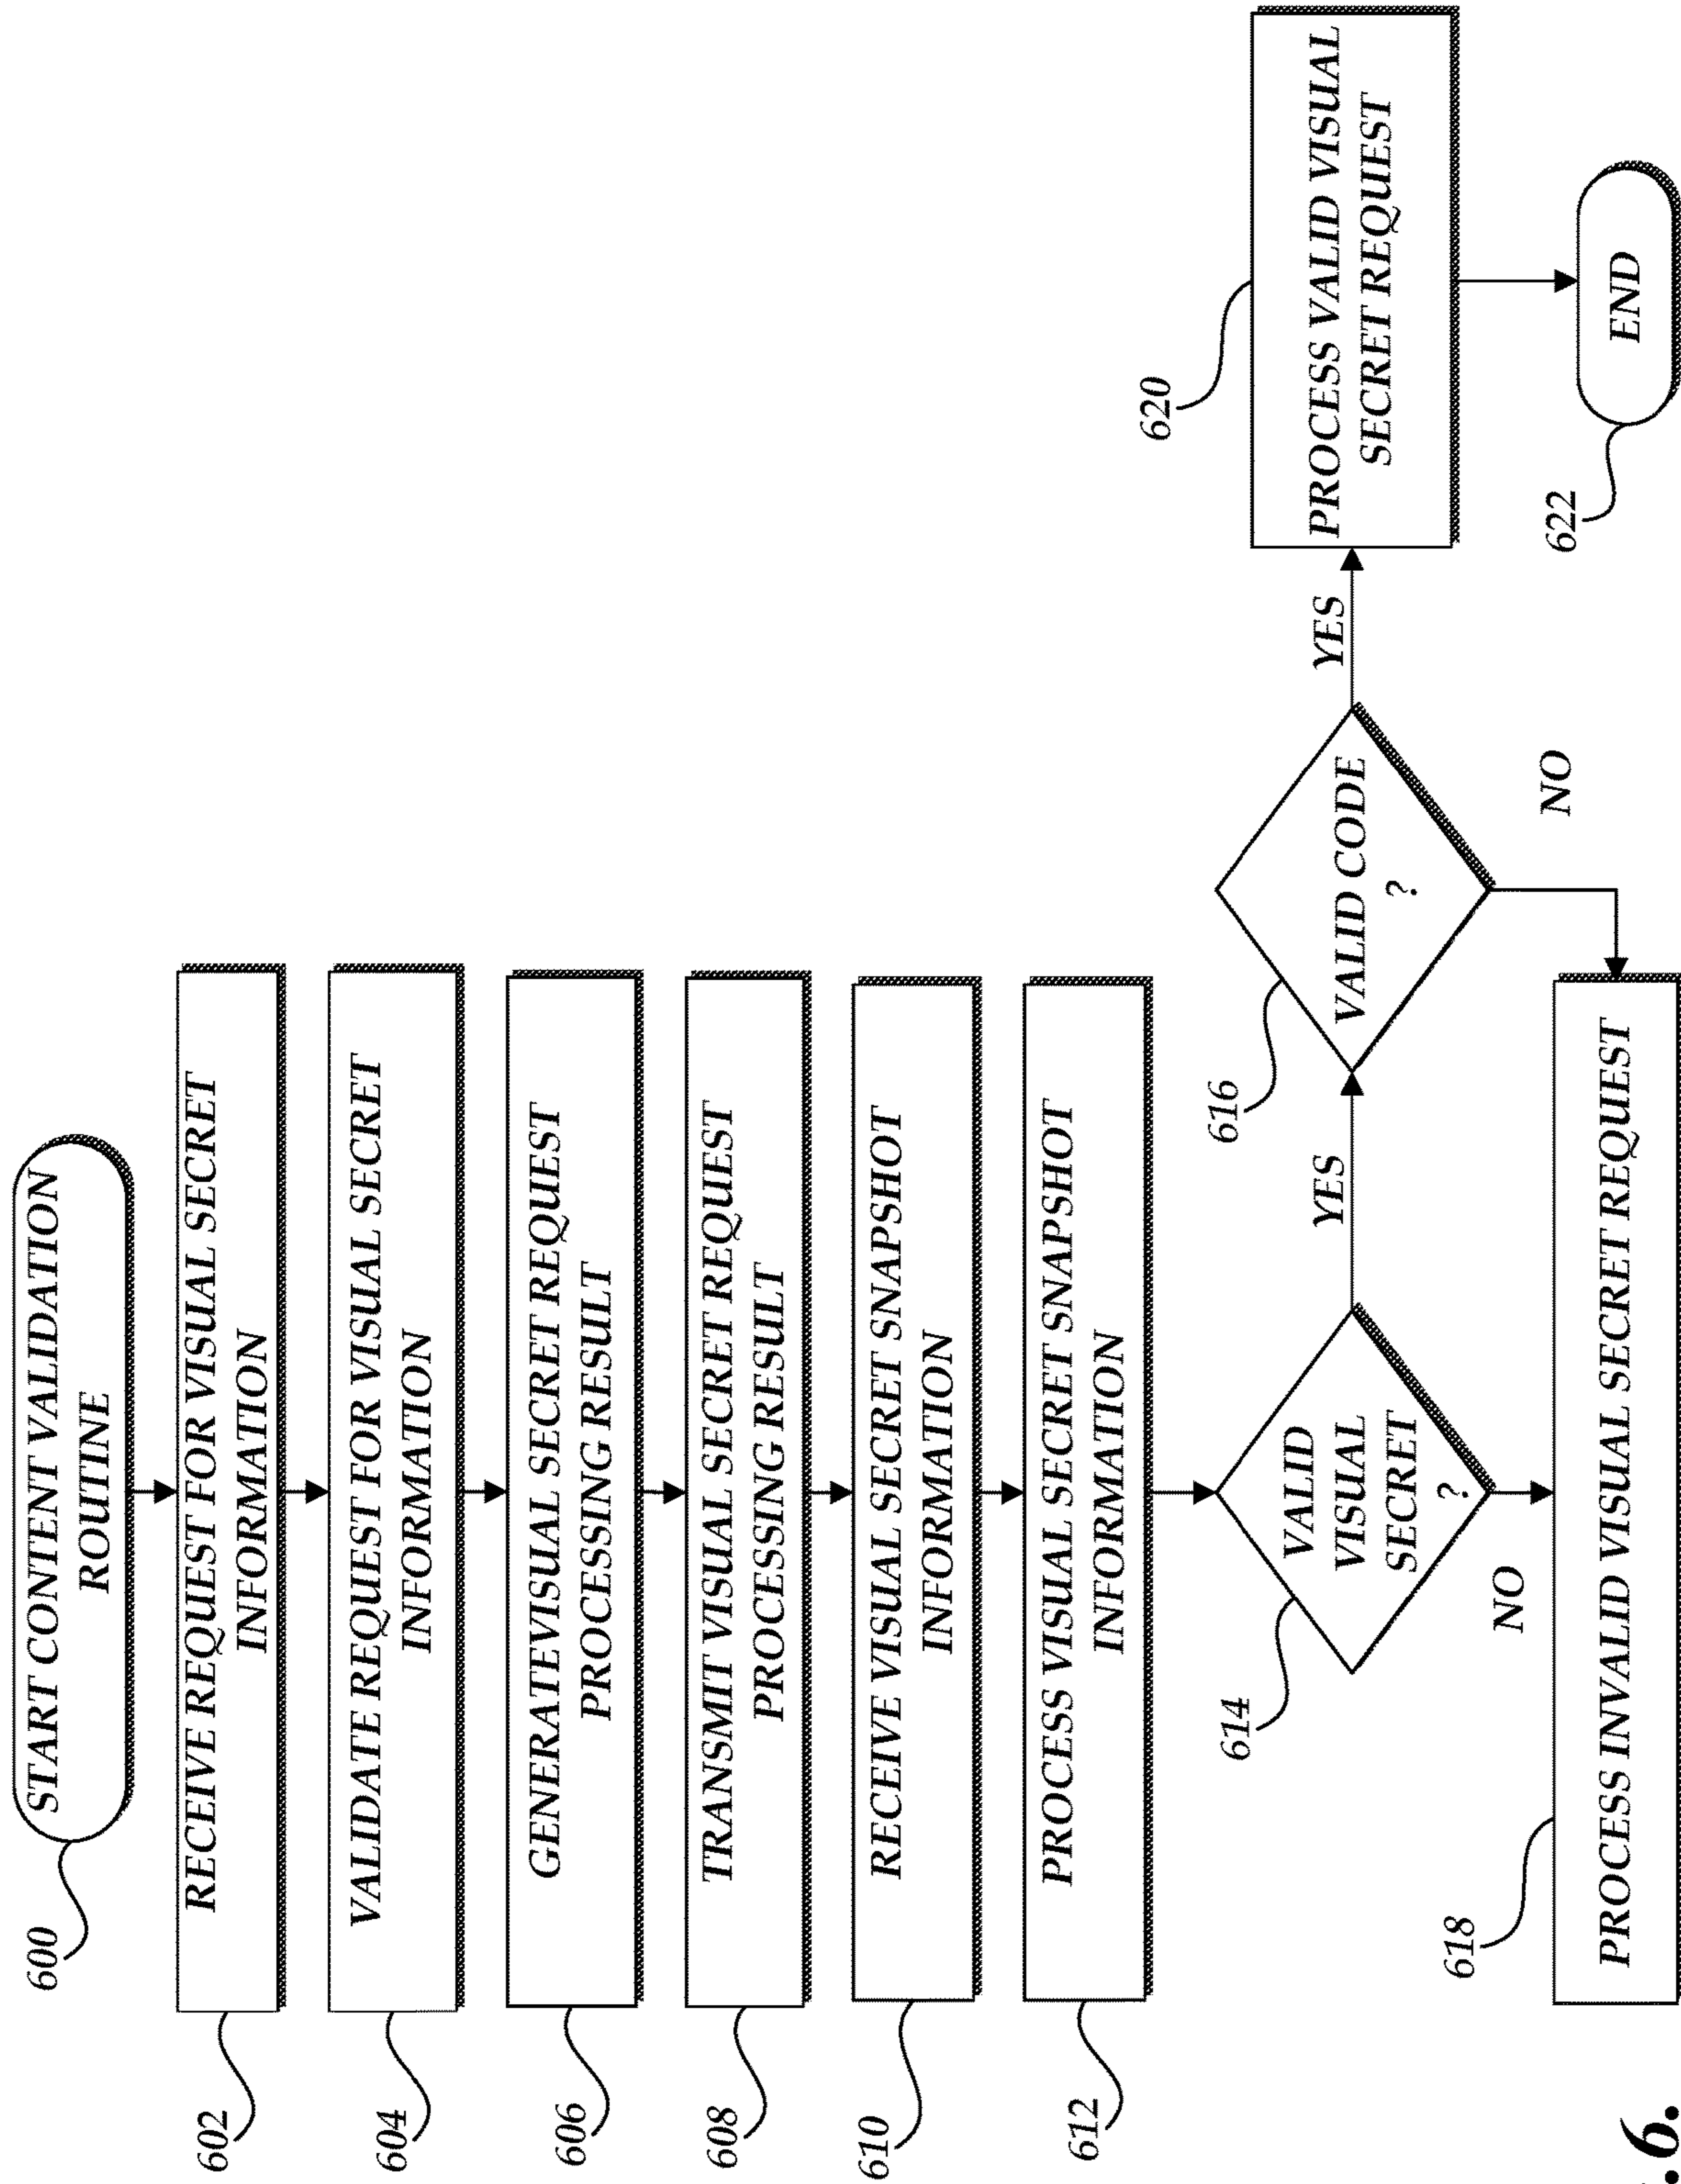 600
START CONTENT VALIDATION
ROUTINE
602
RECEIVE REQUEST FOR VISUAL SECRET
INFORMATION
604
VALIDATE REQUEST FOR VISUAL SECRET
INFORMATION
606
GENERATEVISUAL SECRET REQUEST
PROCESSING RESULT
608
TRANSMIT VISUAL SECRET REQUEST
PROCESSING RESULT
610
RECEIVE VISUAL SECRET SNAPSHOT
INFORMATION
612
PROCESS VISUAL SECRET SNAPSHOT
INFORMATION
614
VALID
VISUAL
SECRET
?
YES
NO
616
VALID CODE
?
YES
NO
620
PROCESS VALID VISUAL
SECRET REQUEST
618
PROCESS INVALID VISUAL SECRET REQUEST
622
END
.6.